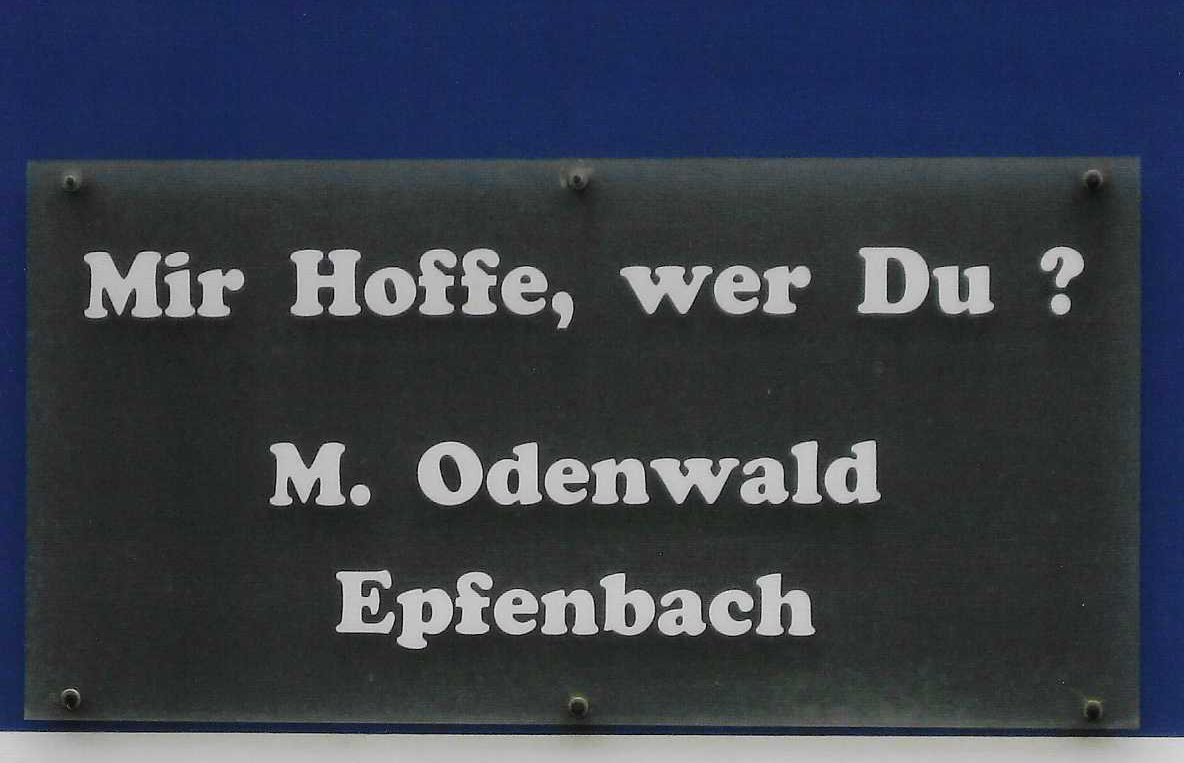 Mir Hoffe, wer Du ?
M. Odenwald
Epfenbach